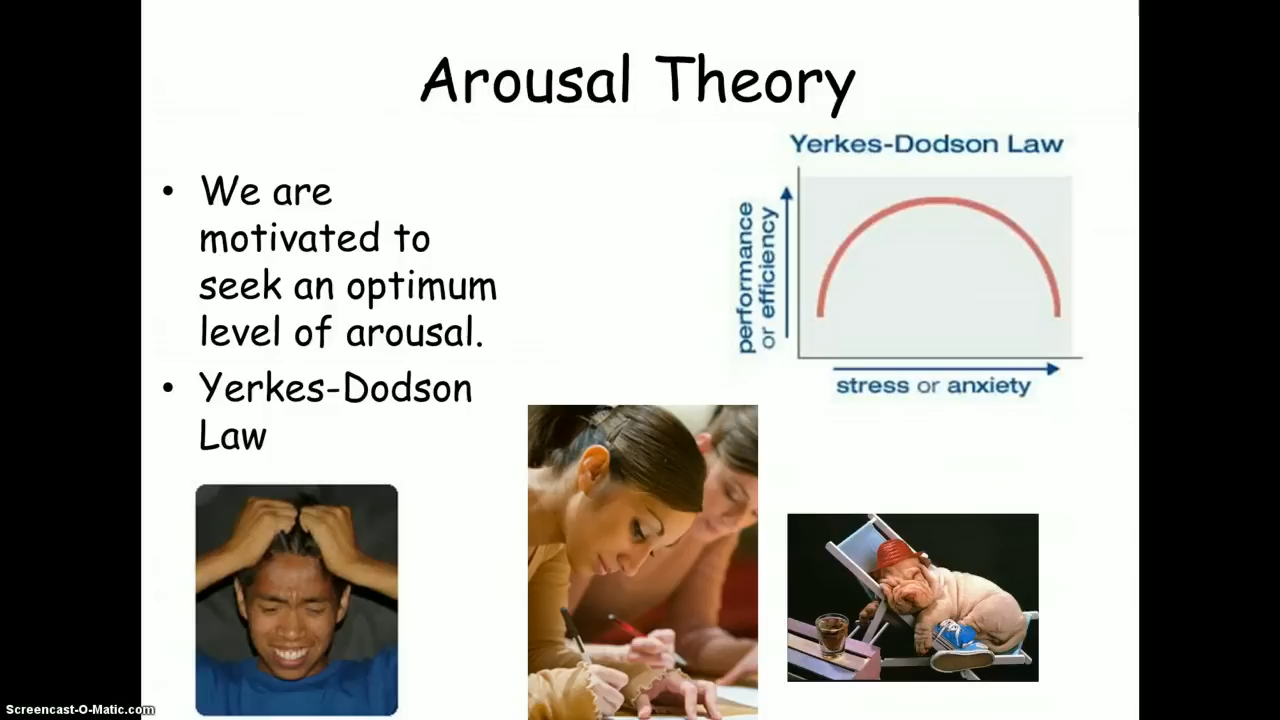 Arousal Theory
• We are
motivated to
seek an optimum
level of arousal.
• Yerkes-Dodson
Law
Yerkes-Dodson Law
performance
or efficiency
stress or anxiety
Screencast-O-Matic.com